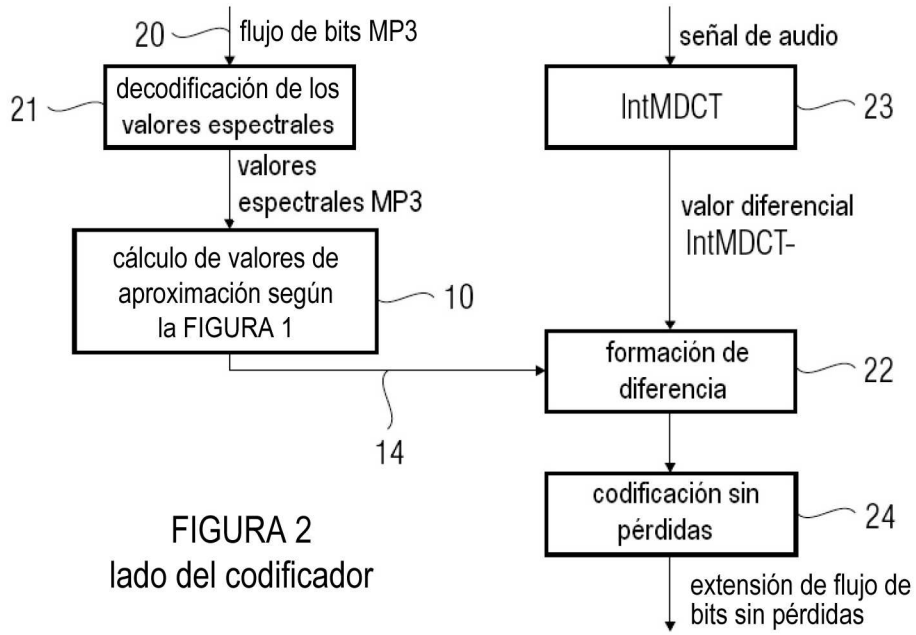 20
flujo de bits MP3
21
decodificación de los
valores espectrales
valores
espectrales MP3
cálculo de valores de
aproximación según
la FIGURA 1
10
14
señal de audio
IntMDCT
23
valor diferencial
IntMDCT-
formación de
diferencia
22
codificación sin
pérdidas
24
extensión de flujo de
bits sin pérdidas
FIGURA 2
lado del codificador